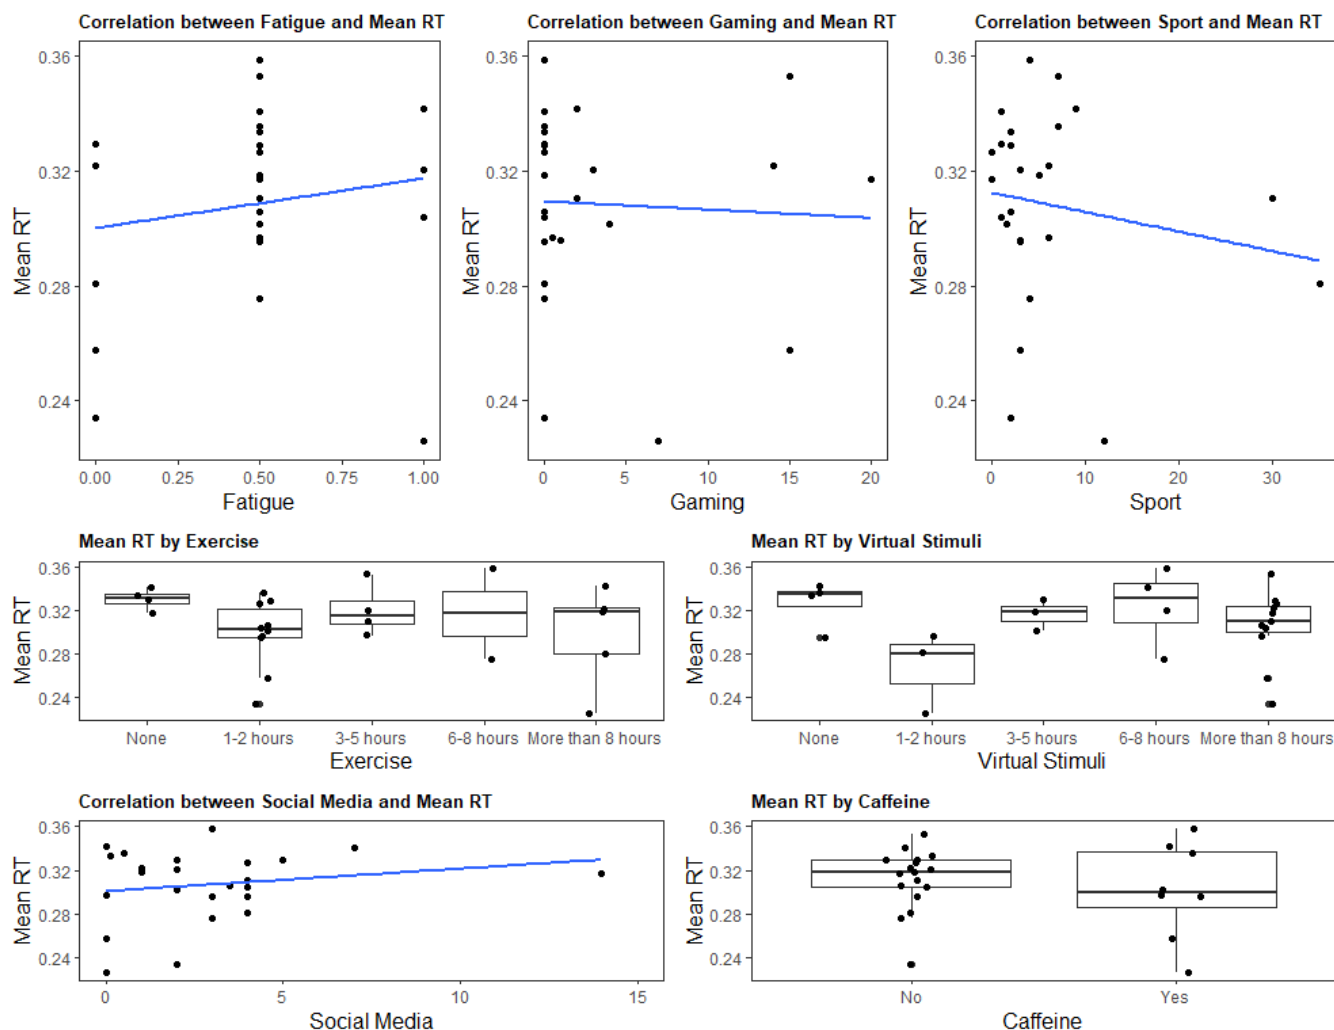 Correlation between Fatigue and Mean RT
0.36
0.32
0.28
0.24
Mean RT
0.00 0.25 0.50 0.75 1.00
Fatigue
Correlation between Gaming and Mean RT
Mean RT
0 5 10 15 20
Gaming
Correlation between Sport and Mean RT
0.36
0.32
0.28
0.24
Mean RT
0 10 20 30
Sport
Mean RT by Exercise
0.36
0.32
0.28
0.24
Mean RT
None 1-2 hours 3-5 hours 6-8 hours More than 8 hours
Exercise
Mean RT by Virtual Stimuli
0.36
0.32
0.28
0.24
Mean RT
None 1-2 hours 3-5 hours 6-8 hours More than 8 hours
Virtual Stimuli
Correlation between Social Media and Mean RT
0.36
0.32
0.28
0.24
Mean RT
0 5 10 15
Social Media
Mean RT by Caffeine
0.36
0.32
0.28
0.24
Mean RT
No Yes
Caffeine